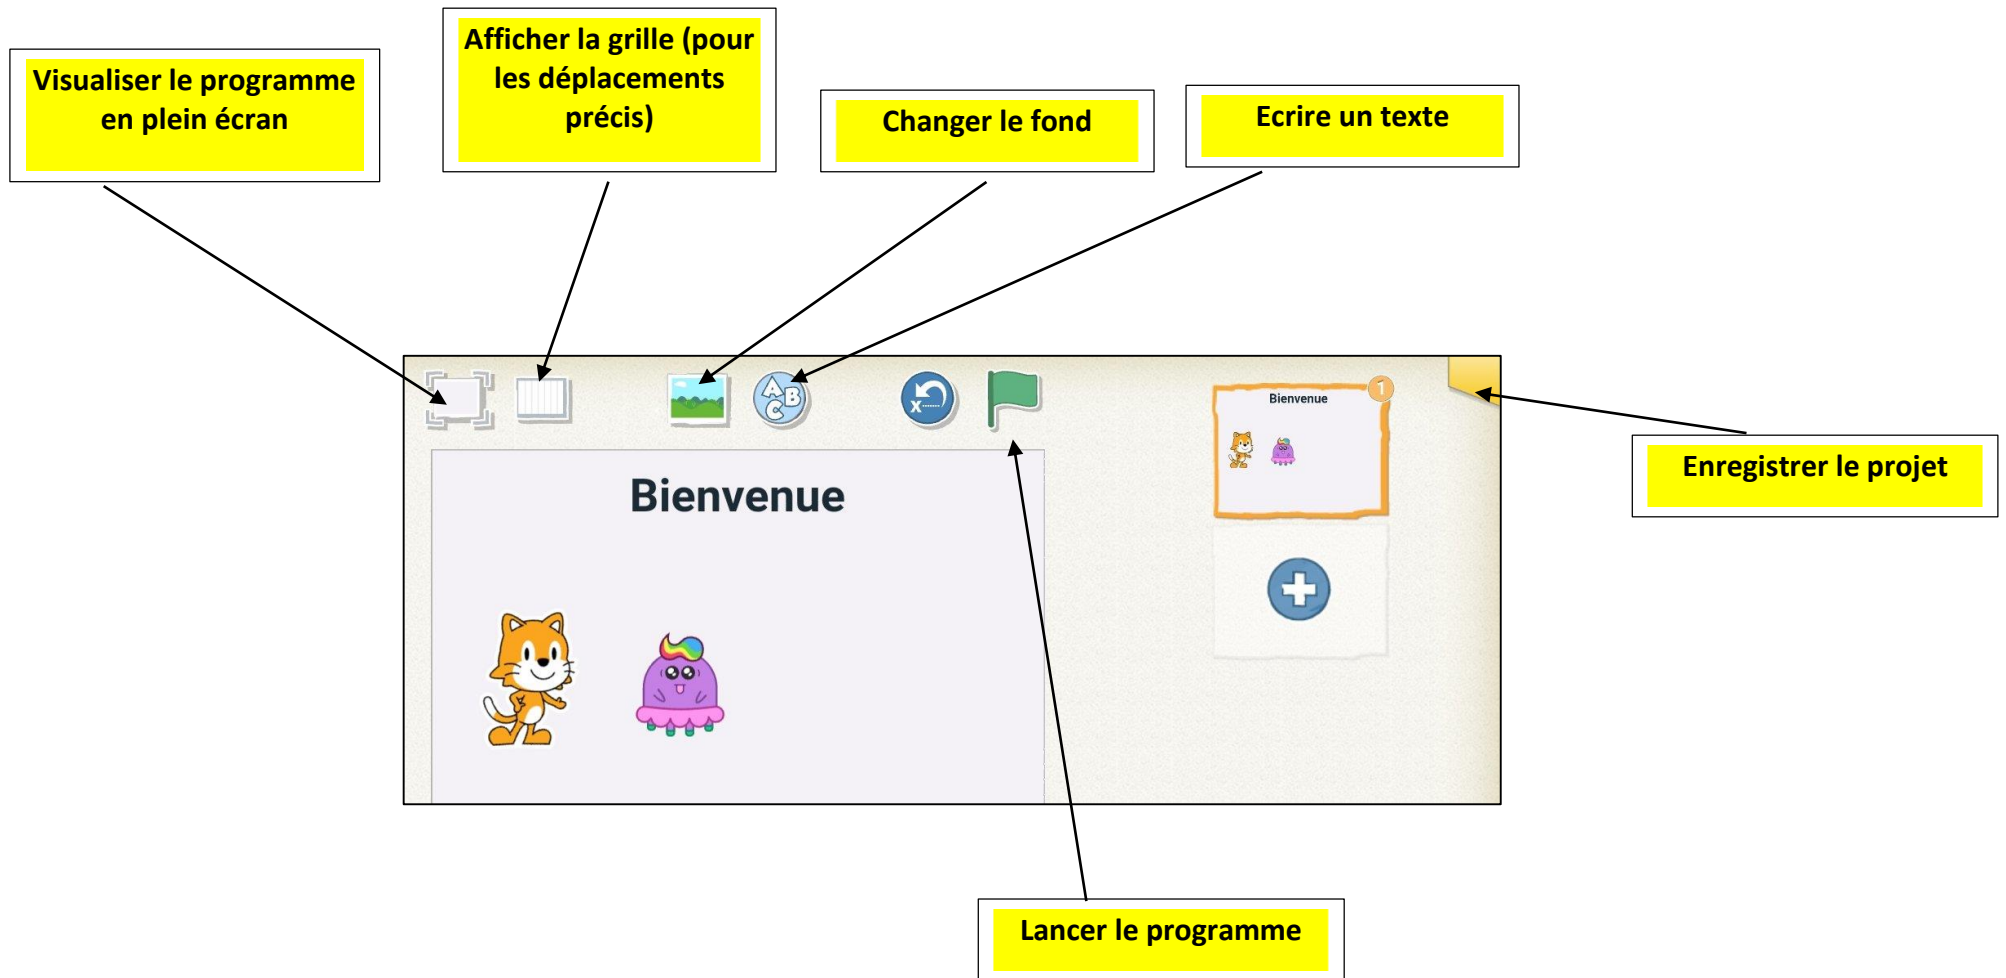 Visualiser le programme
en plein écran
Afficher la grille (pour
les déplacements
précis)
Changer le fond
Ecrire un texte
A
B
C
x
Bienvenue
1
Bienvenue
Enregistrer le projet
Lancer le programme